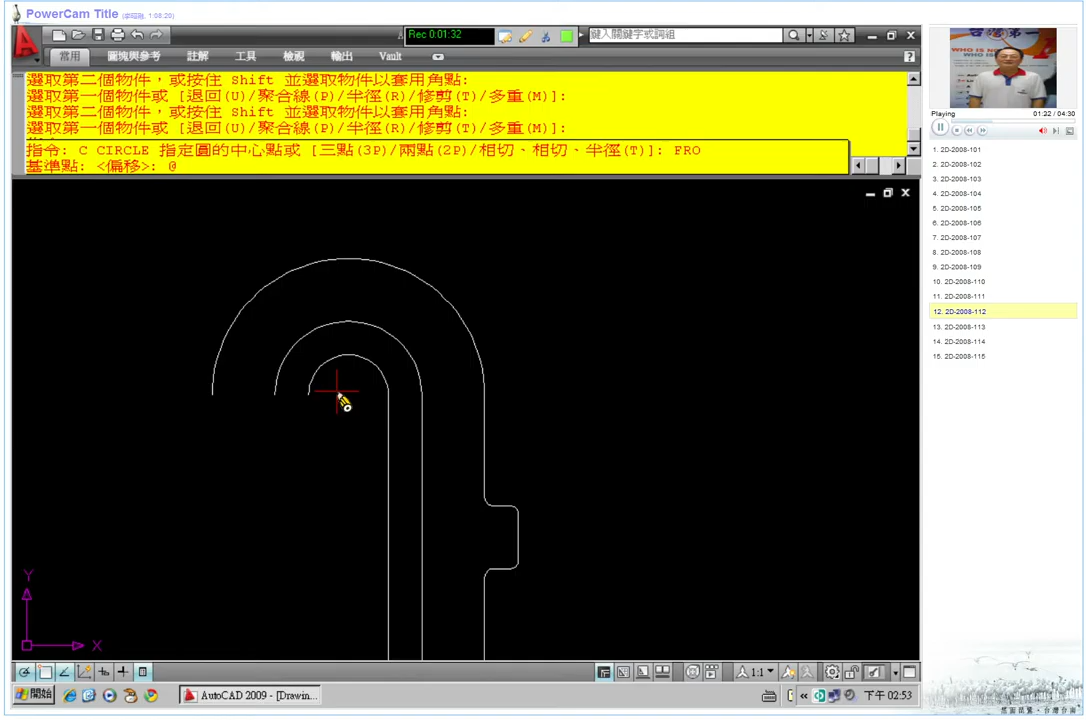 PowerCam Title
Rec 0:01:32
鍵入關鍵字或詞組
常用 圖塊與參考 註解 工具 檢視 輸出 Vault
選取第二個物件，或按住 Shift 並選取物件以套用角點:
選取第一個物件或 [退回(U)/聚合線(P)/半徑(R)/修剪(T)/多重(M)]:
選取第二個物件，或按住 Shift 並選取物件以套用角點:
選取第一個物件或 [退回(U)/聚合線(P)/半徑(R)/修剪(T)/多重(M)]:
指令: C CIRCLE 指定圓的中心點或 [三點(3P)/兩點(2P)/相切、相切、半徑(T)]: FRO
基準點: <偏移>: @
Y
X
1:1
開始
AutoCAD 2009 - [Drawin...
下午 02:53
WHO IS N
Playing 01:22 / 04:30
1. 2D-2008-101
2. 2D-2008-102
3. 2D-2008-103
4. 2D-2008-104
5. 2D-2008-105
6. 2D-2008-106
7. 2D-2008-107
8. 2D-2008-108
9. 2D-2008-109
10. 2D-2008-110
11. 2D-2008-111
12. 2D-2008-112
13. 2D-2008-113
14. 2D-2008-114
15. 2D-2008-115